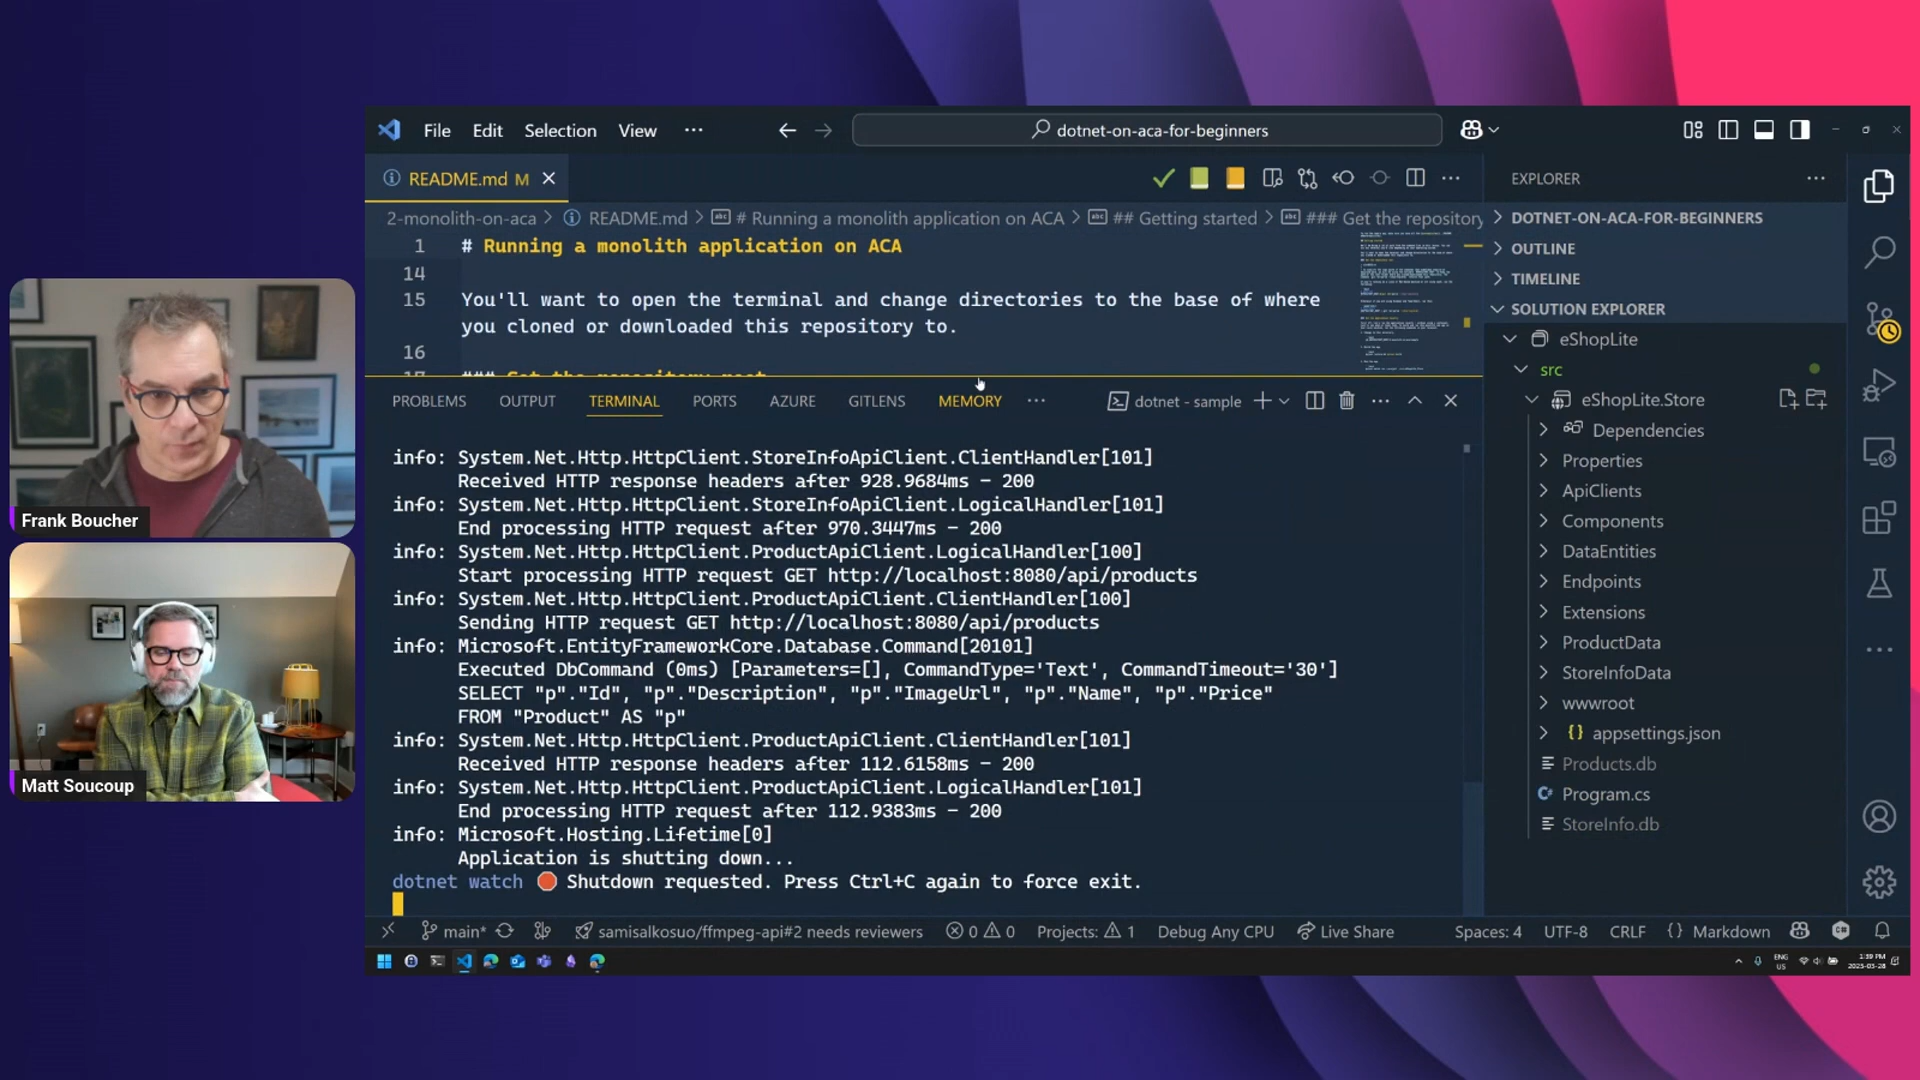 File Edit Selection View ···
dotnet-on-aca-for-beginners
README.md M
2-monolith-on-aca > README.md > # Running a monolith application on ACA > ## Getting started > ### Get the repository
1 # Running a monolith application on ACA
14
15 You'll want to open the terminal and change directories to the base of where
you cloned or downloaded this repository to.
16
17 ### Get the repository root
PROBLEMS OUTPUT TERMINAL PORTS AZURE GITLENS MEMORY ··· dotnet - sample
info: System.Net.Http.HttpClient.StoreInfoApiClient.ClientHandler[101]
Received HTTP response headers after 928.9684ms - 200
info: System.Net.Http.HttpClient.StoreInfoApiClient.LogicalHandler[101]
End processing HTTP request after 970.3447ms - 200
info: System.Net.Http.HttpClient.ProductApiClient.LogicalHandler[100]
Start processing HTTP request GET http://localhost:8080/api/products
info: System.Net.Http.HttpClient.ProductApiClient.ClientHandler[100]
Sending HTTP request GET http://localhost:8080/api/products
info: Microsoft.EntityFrameworkCore.Database.Command[20101]
Executed DbCommand (0ms) [Parameters=[], CommandType='Text', CommandTimeout='30']
SELECT "p"."Id", "p"."Description", "p"."ImageUrl", "p"."Name", "p"."Price"
FROM "Product" AS "p"
info: System.Net.Http.HttpClient.ProductApiClient.ClientHandler[101]
Received HTTP response headers after 112.6158ms - 200
info: System.Net.Http.HttpClient.ProductApiClient.LogicalHandler[101]
End processing HTTP request after 112.9383ms - 200
info: Microsoft.Hosting.Lifetime[0]
Application is shutting down...
dotnet watch 🛑 Shutdown requested. Press Ctrl+C again to force exit.
EXPLORER
DOTNET-ON-ACA-FOR-BEGINNERS
OUTLINE
TIMELINE
SOLUTION EXPLORER
eShopLite
src
eShopLite.Store
Dependencies
Properties
ApiClients
Components
DataEntities
Endpoints
Extensions
ProductData
StoreInfoData
wwwroot
{} appsettings.json
Products.db
C# Program.cs
StoreInfo.db
main* samisalkosuo/ffmpeg-api#2 needs reviewers 0 0 Projects: 1 Debug Any CPU Live Share Spaces: 4 UTF-8 CRLF {} Markdown
ENG
US
1:39 PM
2025-03-28
Frank Boucher
Matt Soucoup